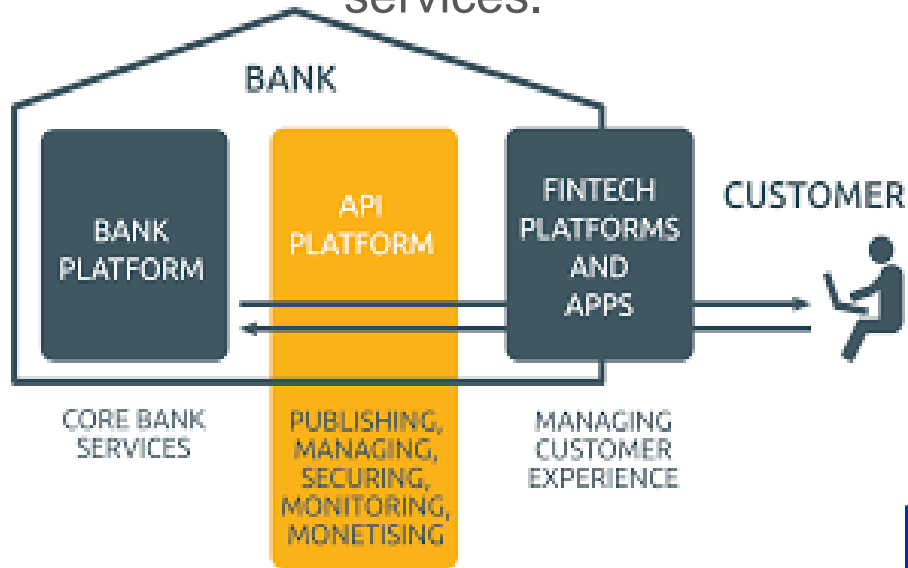 services.
BANK
BANK
PLATFORM
API
PLATFORM
FINTECH
PLATFORMS
AND
APPS
CUSTOMER
CORE BANK
SERVICES
PUBLISHING,
MANAGING,
SECURING,
MONITORING,
MONETISING
MANAGING
CUSTOMER
EXPERIENCE